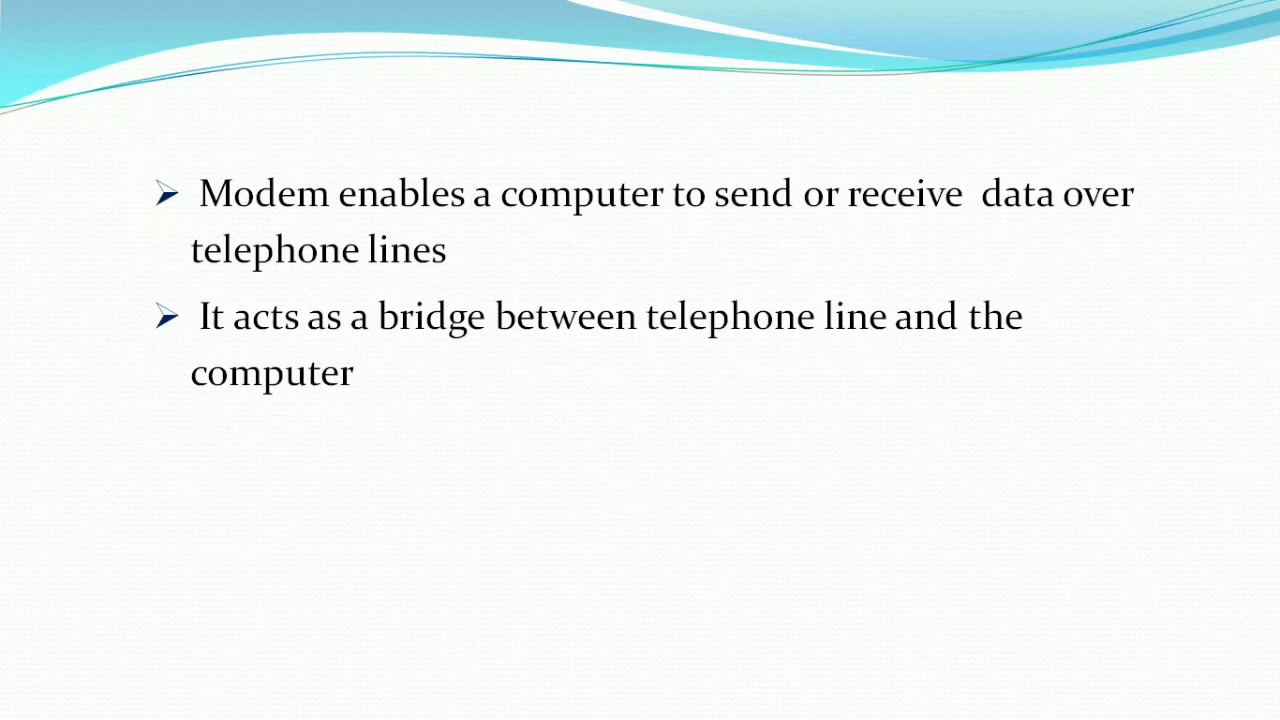 ➢ Modem enables a computer to send or receive  data over
telephone lines
➢ It acts as a bridge between telephone line and the
computer